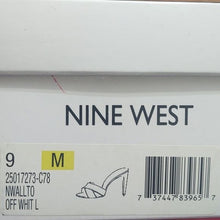 NINE WEST
9 M
25017273-C78
NWALLTO
OFF WHIT L
7 37447 83965 7